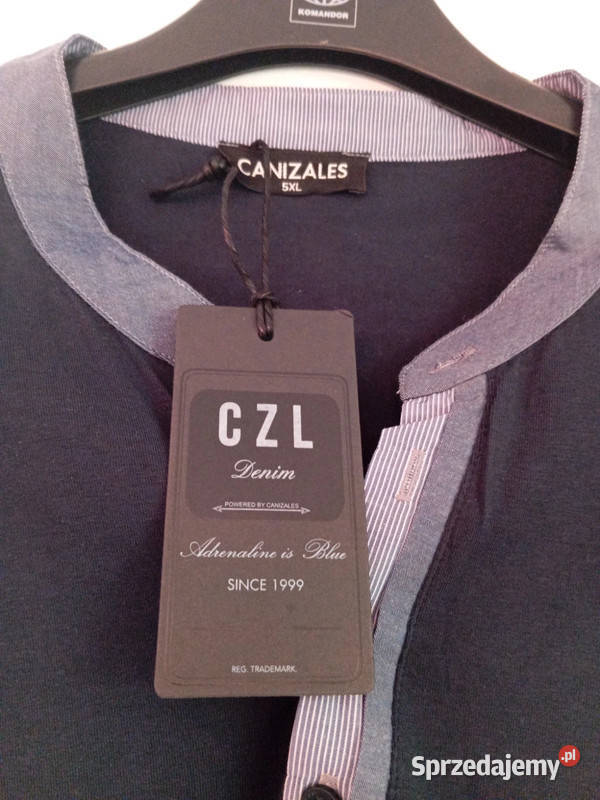 KOMANDOR
CANIZALES
5XL
CZL
Denim
POWERED BY CANIZALES
Adrenaline is Blue
SINCE 1999
REG. TRADEMARK.
Sprzedajemy.pl